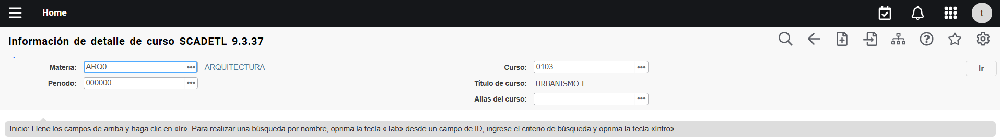 Home
t
Información de detalle de curso SCADETL 9.3.37
Materia: ARQ0 ••• ARQUITECTURA
Curso: 0103 •••
Ir
Periodo: 000000 •••
Título de curso: URBANISMO I
Alias del curso: •••
Inicio: Llene los campos de arriba y haga clic en «Ir». Para realizar una búsqueda por nombre, oprima la tecla «Tab» desde un campo de ID, ingrese el criterio de búsqueda y oprima la tecla «Intro».